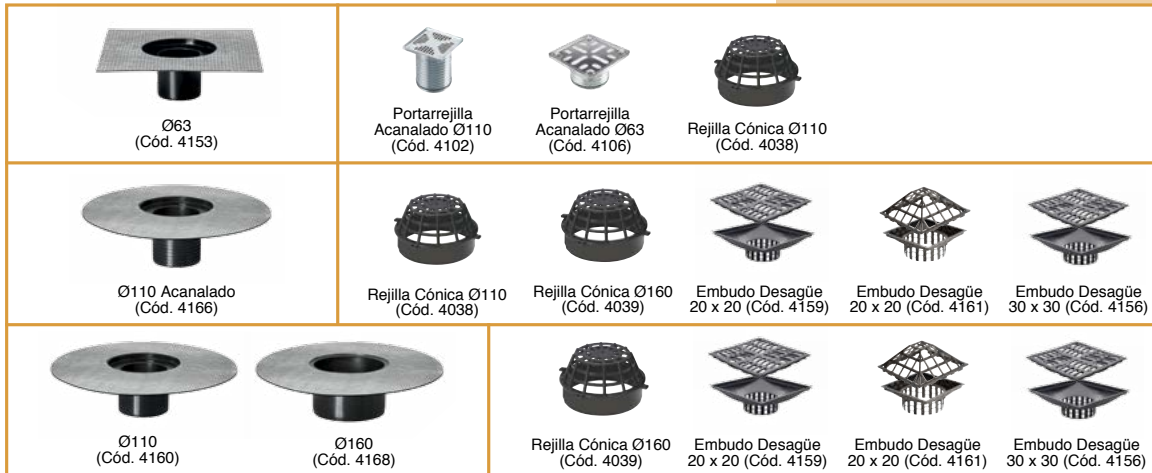 Ø63
(Cód. 4153)
Portarrejilla
Acanalado Ø110
(Cód. 4102)
Portarrejilla
Acanalado Ø63
(Cód. 4106)
Rejilla Cónica Ø110
(Cód. 4038)
Ø110 Acanalado
(Cód. 4166)
Rejilla Cónica Ø110
(Cód. 4038)
Rejilla Cónica Ø160
(Cód. 4039)
Embudo Desagüe
20 x 20 (Cód. 4159)
Embudo Desagüe
20 x 20 (Cód. 4161)
Embudo Desagüe
30 x 30 (Cód. 4156)
Ø110
(Cód. 4160)
Ø160
(Cód. 4168)
Rejilla Cónica Ø160
(Cód. 4039)
Embudo Desagüe
20 x 20 (Cód. 4159)
Embudo Desagüe
20 x 20 (Cód. 4161)
Embudo Desagüe
30 x 30 (Cód. 4156)